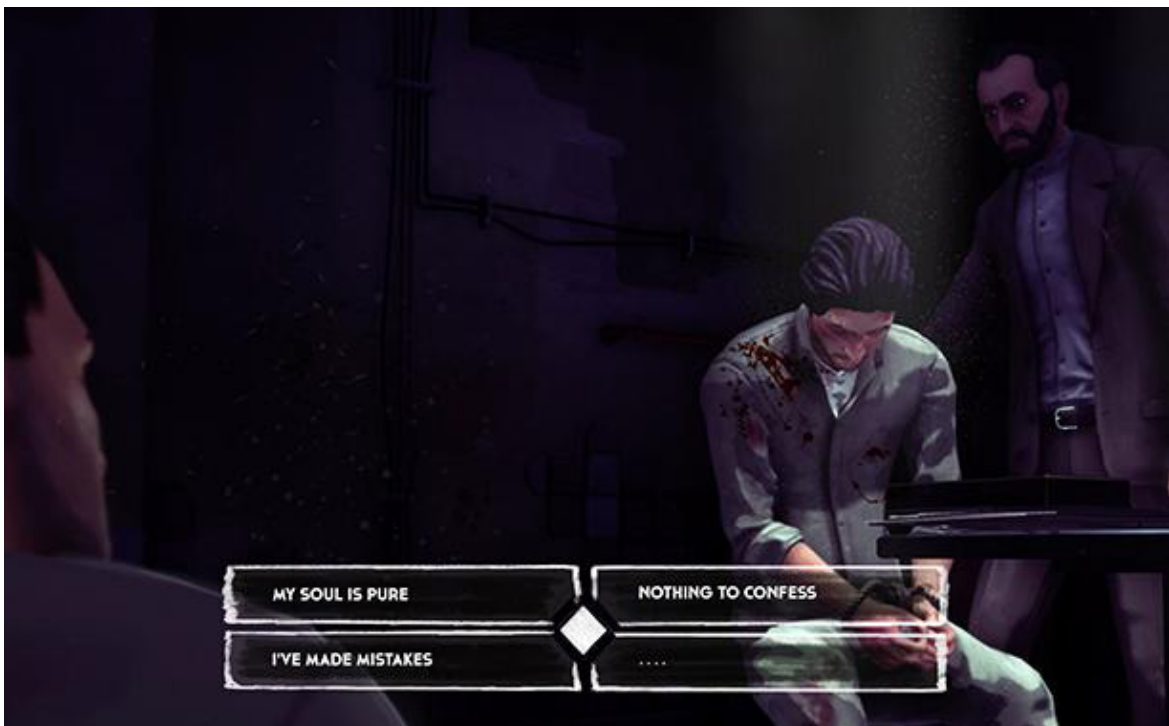 MY SOUL IS PURE
NOTHING TO CONFESS
I'VE MADE MISTAKES
....